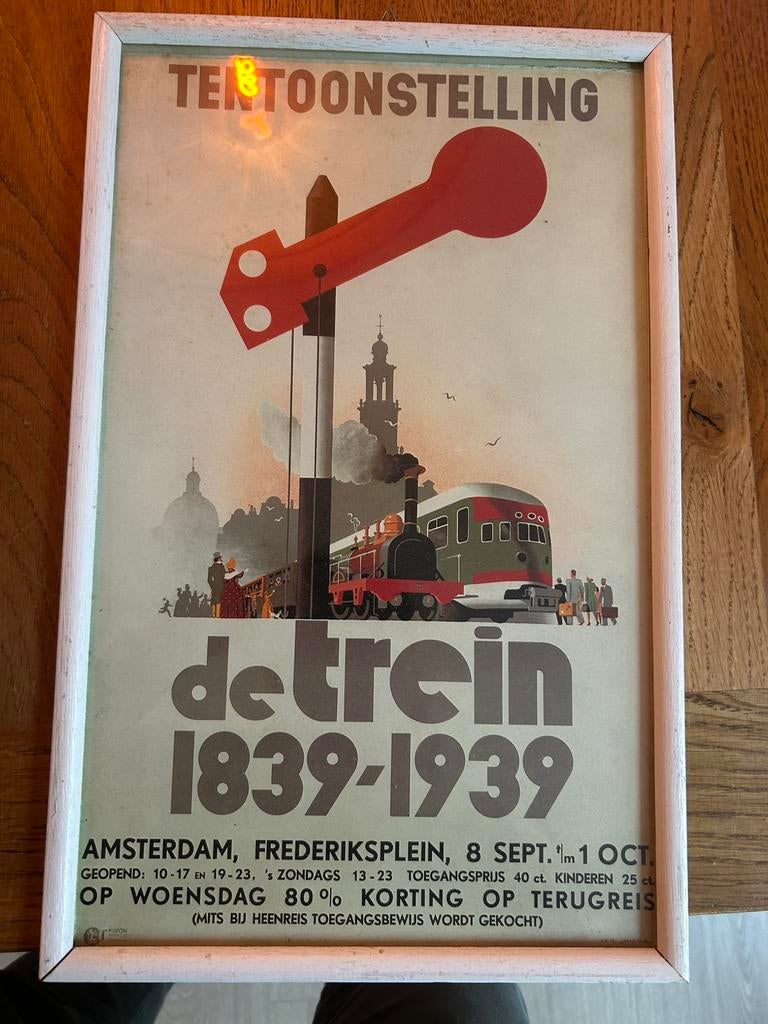 TENTOONSTELLING
de trein
1839-1939
AMSTERDAM, FREDERIKSPLEIN, 8 SEPT. t/m 1 OCT.
GEOPEND: 10-17 EN 19-23, 's ZONDAGS 13-23 TOEGANGSPRIJS 40 ct. KINDEREN 25 ct.
OP WOENSDAG 80% KORTING OP TERUGREIS
(MITS BIJ HEENREIS TOEGANGSBEWIJS WORDT GEKOCHT)